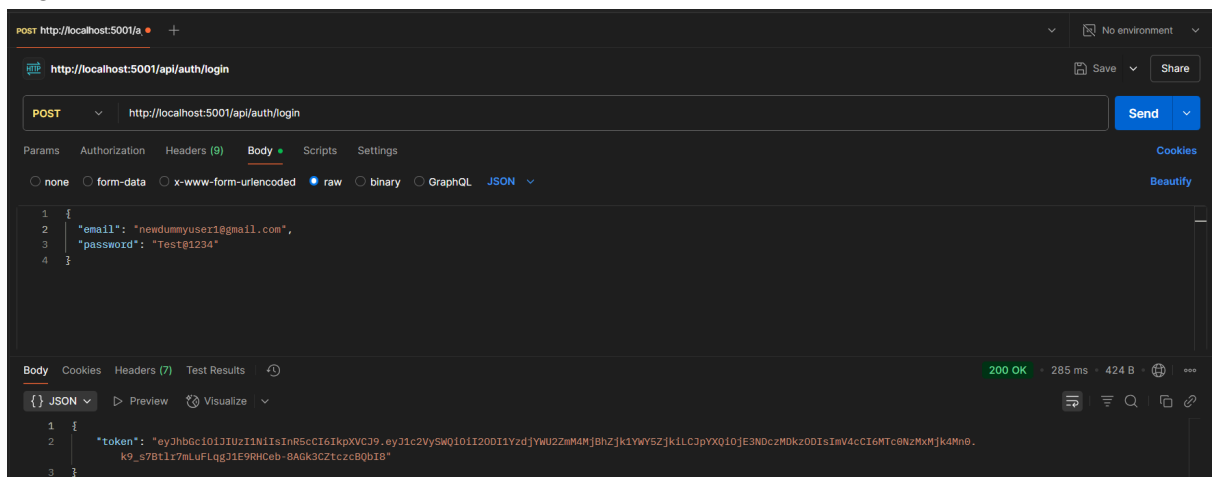 POST http://localhost:5001/a
No environment
HTTP http://localhost:5001/api/auth/login
Save Share
POST http://localhost:5001/api/auth/login Send
Params Authorization Headers (9) Body Scripts Settings Cookies
none form-data x-www-form-urlencoded raw binary GraphQL JSON Beautify
1 {
2 "email": "newdummyuser1@gmail.com",
3 "password": "Test@1234"
4 }
Body Cookies Headers (7) Test Results 200 OK • 285 ms • 424 B
{} JSON Preview Visualize
1 {
2 "token": "eyJhbGciOiJIUzI1NiIsInR5cCI6IkpXVCJ9.eyJ1c2VySWQiOiI2ODI1YzdjYWU2ZmM4MjBhZjk1YWY5ZjkiLCJpYXQiOjE3NDczMDkzODIsImV4cCI6MTc0NzMxMjk4Mn0.
k9_s7Btlr7mLuFLqgJ1E9RHCeb-8AGk3CZtczcBQbI8"
3 }